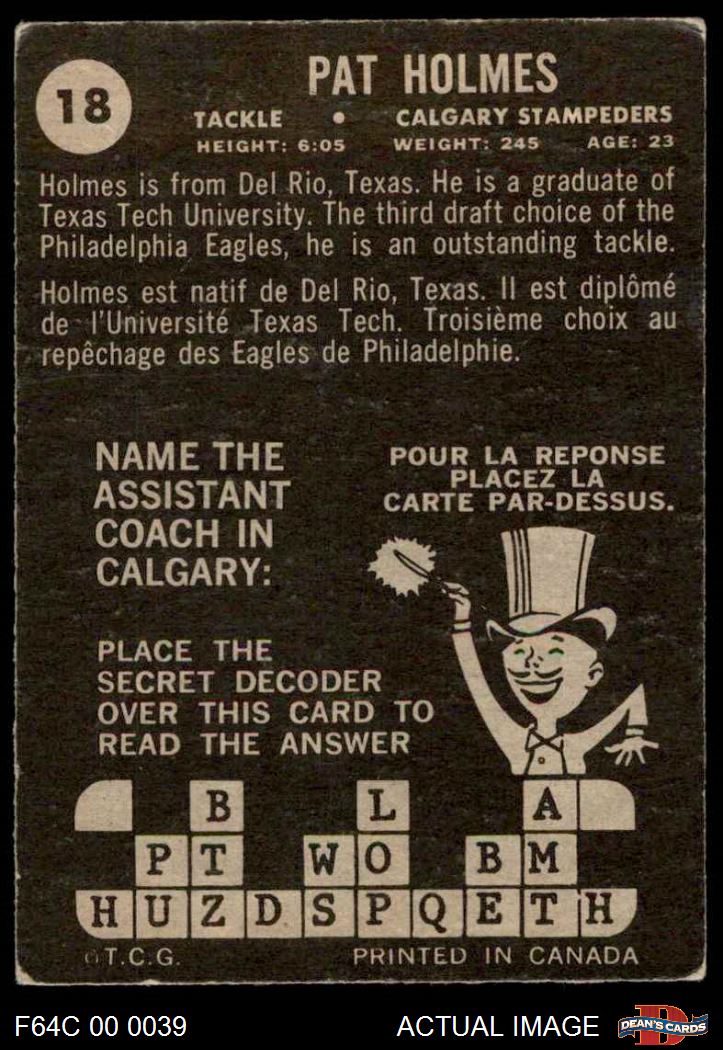 18
PAT HOLMES
TACKLE • CALGARY STAMPEDERS
HEIGHT: 6:05 WEIGHT: 245 AGE: 23
Holmes is from Del Rio, Texas. He is a graduate of
Texas Tech University. The third draft choice of the
Philadelphia Eagles, he is an outstanding tackle.
Holmes est natif de Del Rio, Texas. Il est diplômé
de l'Université Texas Tech. Troisième choix au
repêchage des Eagles de Philadelphie.
NAME THE
ASSISTANT
COACH IN
CALGARY:
POUR LA REPONSE
PLACEZ LA
CARTE PAR-DESSUS.
PLACE THE
SECRET DECODER
OVER THIS CARD TO
READ THE ANSWER
B L A
P T W O B M
H U Z D S P Q E T H
©T.C.G. PRINTED IN CANADA
F64C 00 0039 ACTUAL IMAGE
D
DEAN'S CARDS